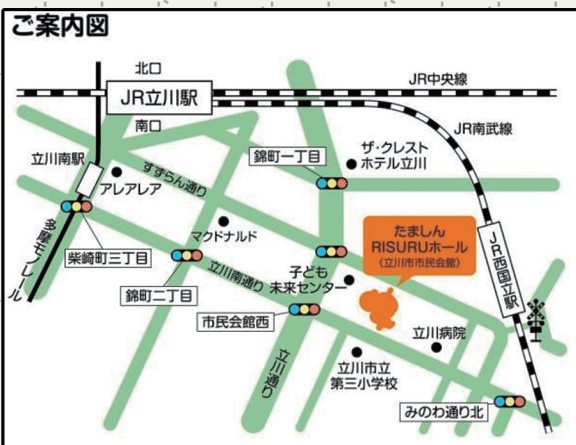 ご案内図
北口
JR立川駅
南口
JR中央線
JR南武線
立川南駅
アレアレア
すずらん通り
錦町一丁目
ザ・クレスト
ホテル立川
多摩モノレール
柴崎町三丁目
マクドナルド
錦町二丁目
立川南通り
たましん
RISURUホール
(立川市市民会館)
子ども
未来センター
JR西国立駅
市民会館西
立川通り
立川市立
第三小学校
立川病院
みのわ通り北